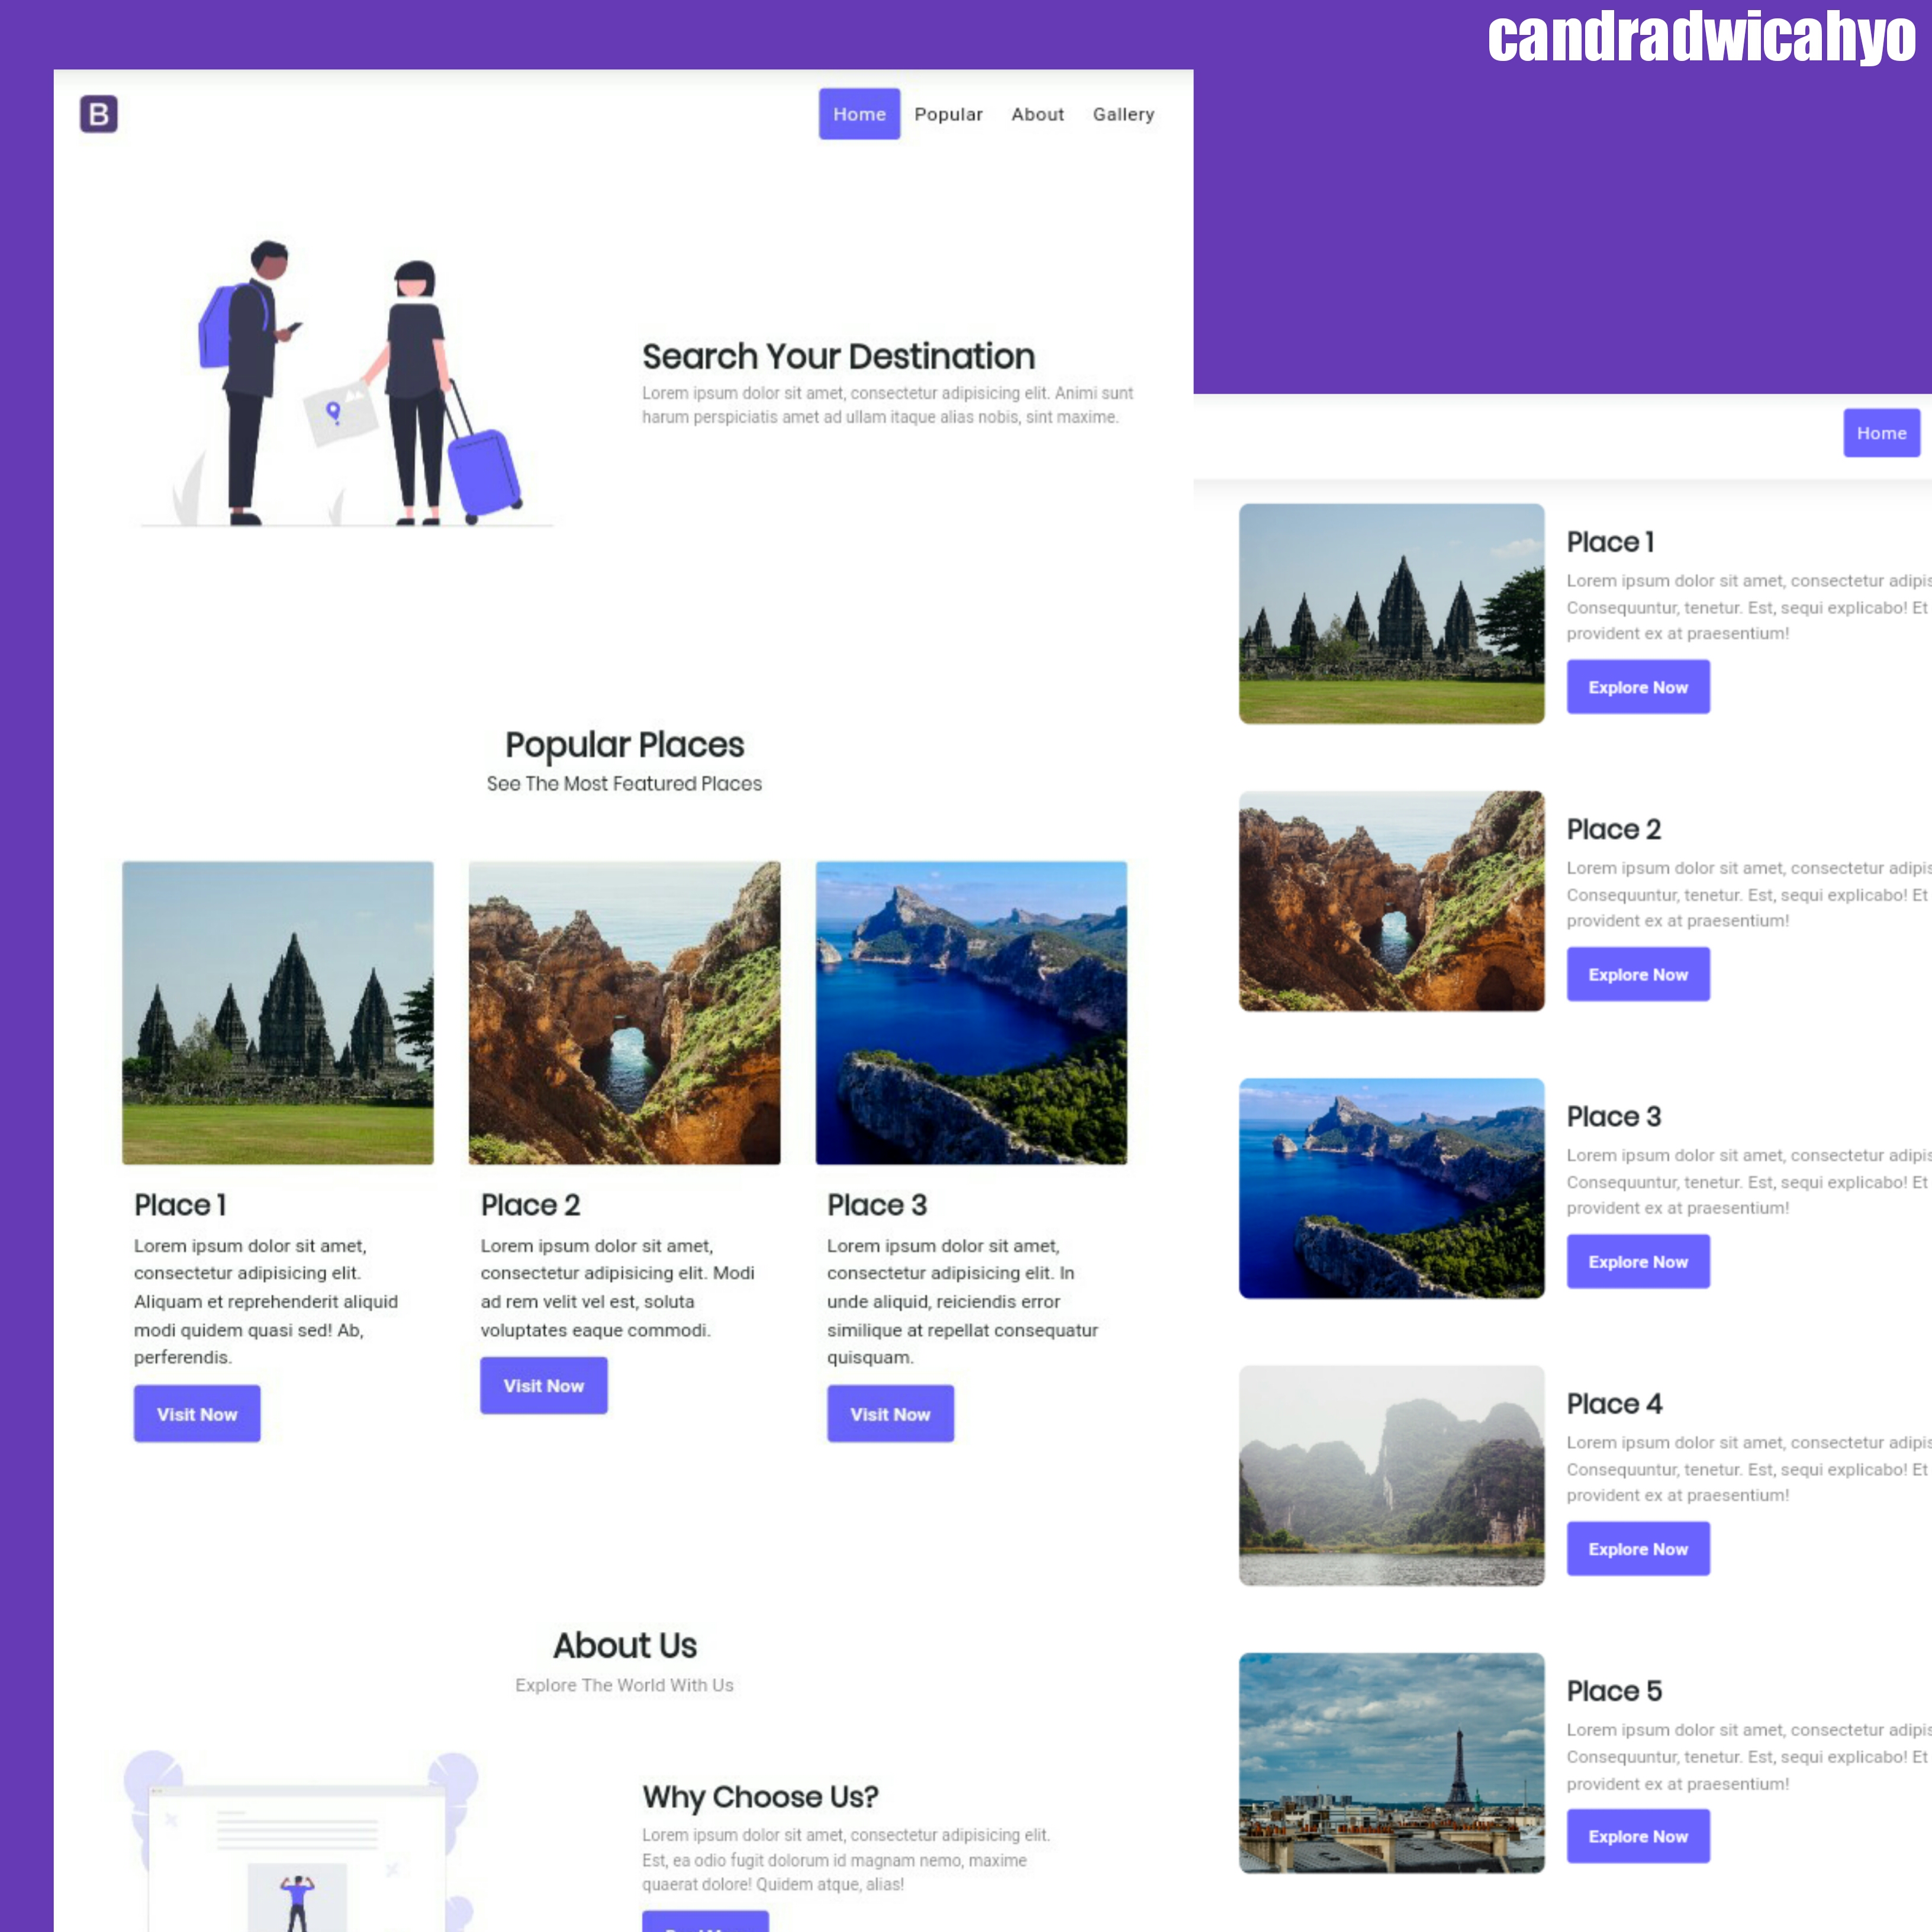 candradwicahyo
B
Home Popular About Gallery
Search Your Destination
Lorem ipsum dolor sit amet, consectetur adipisicing elit. Animi sunt
harum perspiciatis amet ad ullam itaque alias nobis, sint maxime.
Popular Places
See The Most Featured Places
Place 1
Lorem ipsum dolor sit amet,
consectetur adipisicing elit.
Aliquam et reprehenderit aliquid
modi quidem quasi sed! Ab,
perferendis.
Visit Now
Place 2
Lorem ipsum dolor sit amet,
consectetur adipisicing elit. Modi
ad rem velit vel est, soluta
voluptates eaque commodi.
Visit Now
Place 3
Lorem ipsum dolor sit amet,
consectetur adipisicing elit. In
unde aliquid, reiciendis error
similique at repellat consequatur
quisquam.
Visit Now
About Us
Explore The World With Us
Why Choose Us?
Lorem ipsum dolor sit amet, consectetur adipisicing elit.
Est, ea odio fugit dolorum id magnam nemo, maxime
quaerat dolore! Quidem atque, alias!
Home
Place 1
Lorem ipsum dolor sit amet, consectetur adipis
Consequuntur, tenetur. Est, sequi explicabo! Et
provident ex at praesentium!
Explore Now
Place 2
Lorem ipsum dolor sit amet, consectetur adipis
Consequuntur, tenetur. Est, sequi explicabo! Et
provident ex at praesentium!
Explore Now
Place 3
Lorem ipsum dolor sit amet, consectetur adipis
Consequuntur, tenetur. Est, sequi explicabo! Et
provident ex at praesentium!
Explore Now
Place 4
Lorem ipsum dolor sit amet, consectetur adipis
Consequuntur, tenetur. Est, sequi explicabo! Et
provident ex at praesentium!
Explore Now
Place 5
Lorem ipsum dolor sit amet, consectetur adipis
Consequuntur, tenetur. Est, sequi explicabo! Et
provident ex at praesentium!
Explore Now